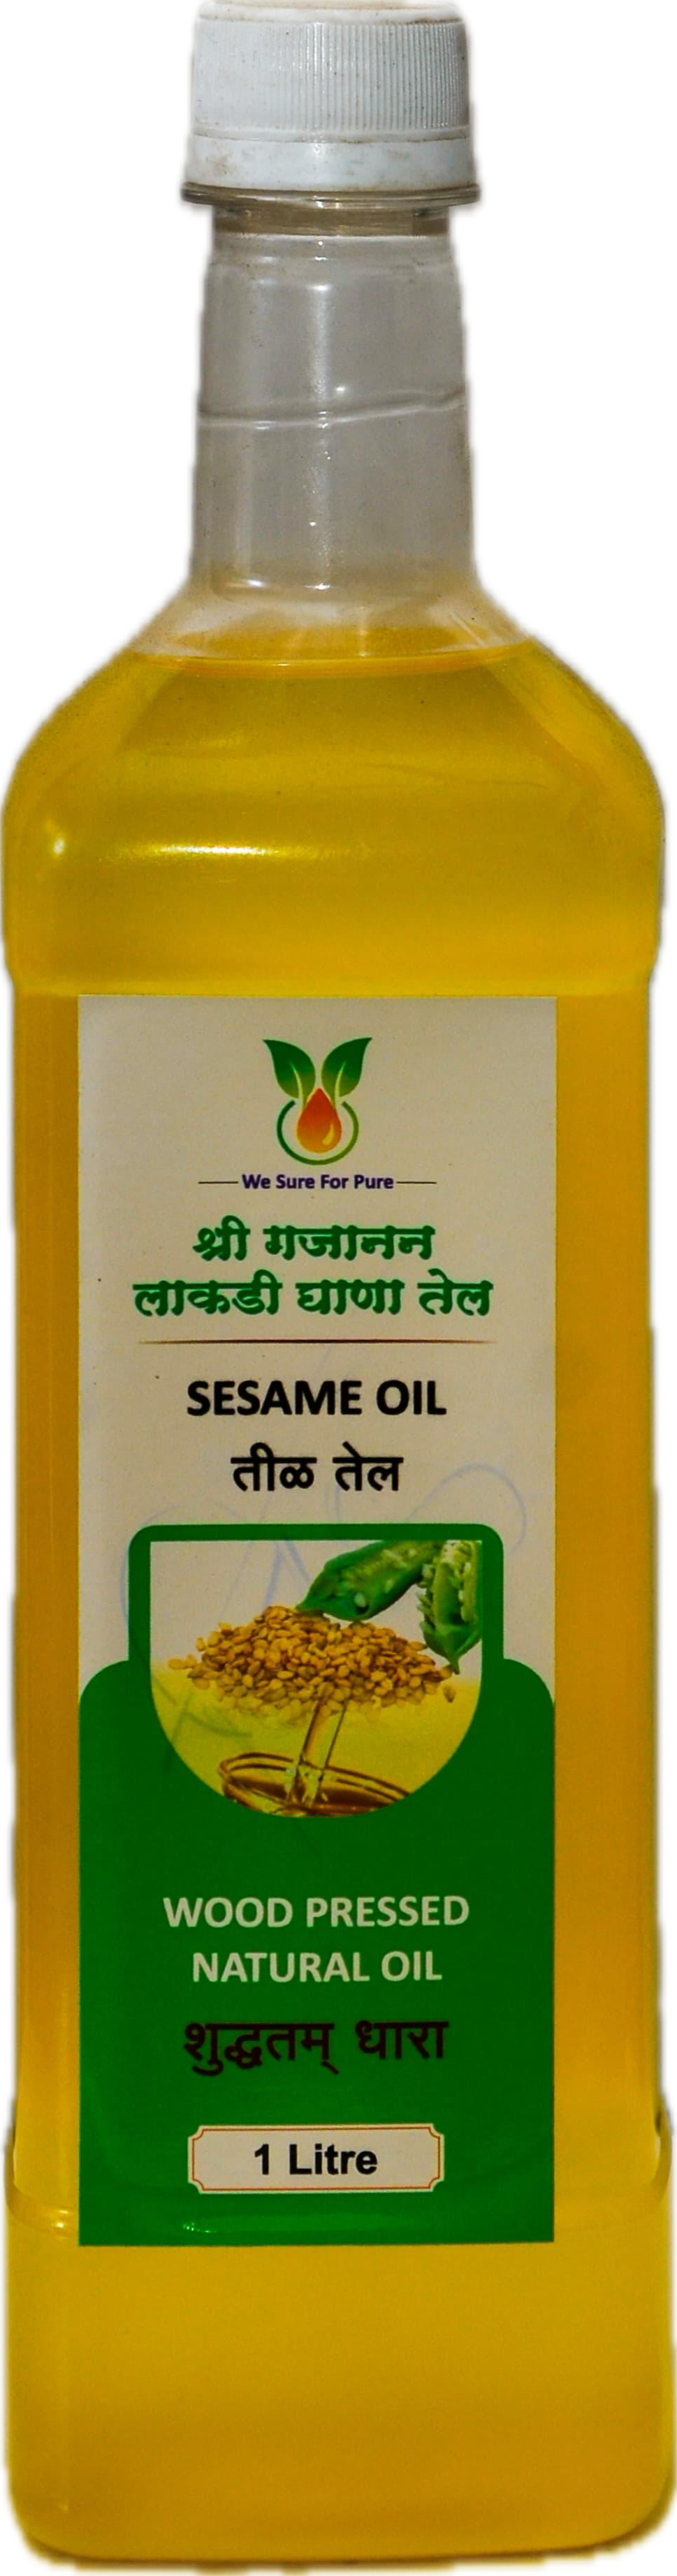 We Sure For Pure
श्री गजानन
लाकडी घाणा तेल
SESAME OIL
तीळ तेल
WOOD PRESSED
NATURAL OIL
शुद्धतम् धारा
1 Litre